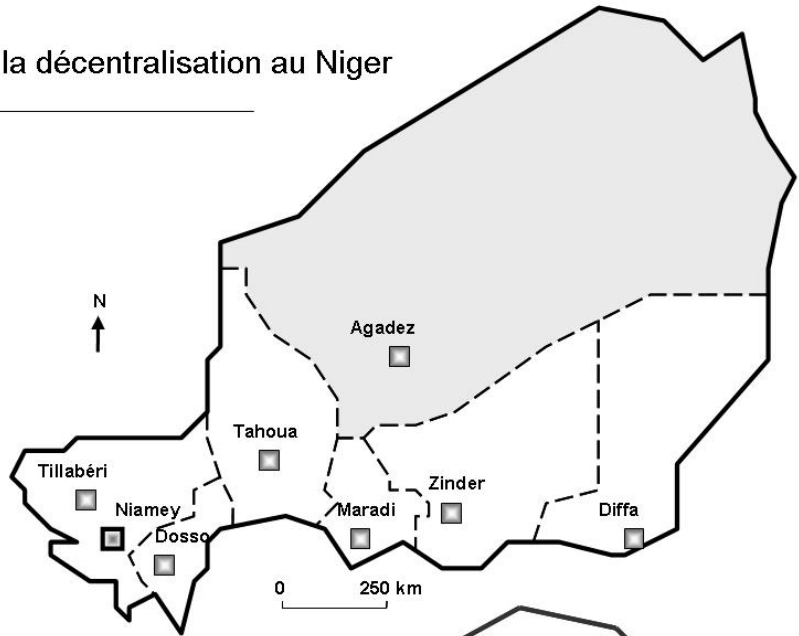 la décentralisation au Niger
N
Agadez
Tahoua
Tillabéri
Zinder
Niamey
Maradi
Diffa
Dosso
0 250 km